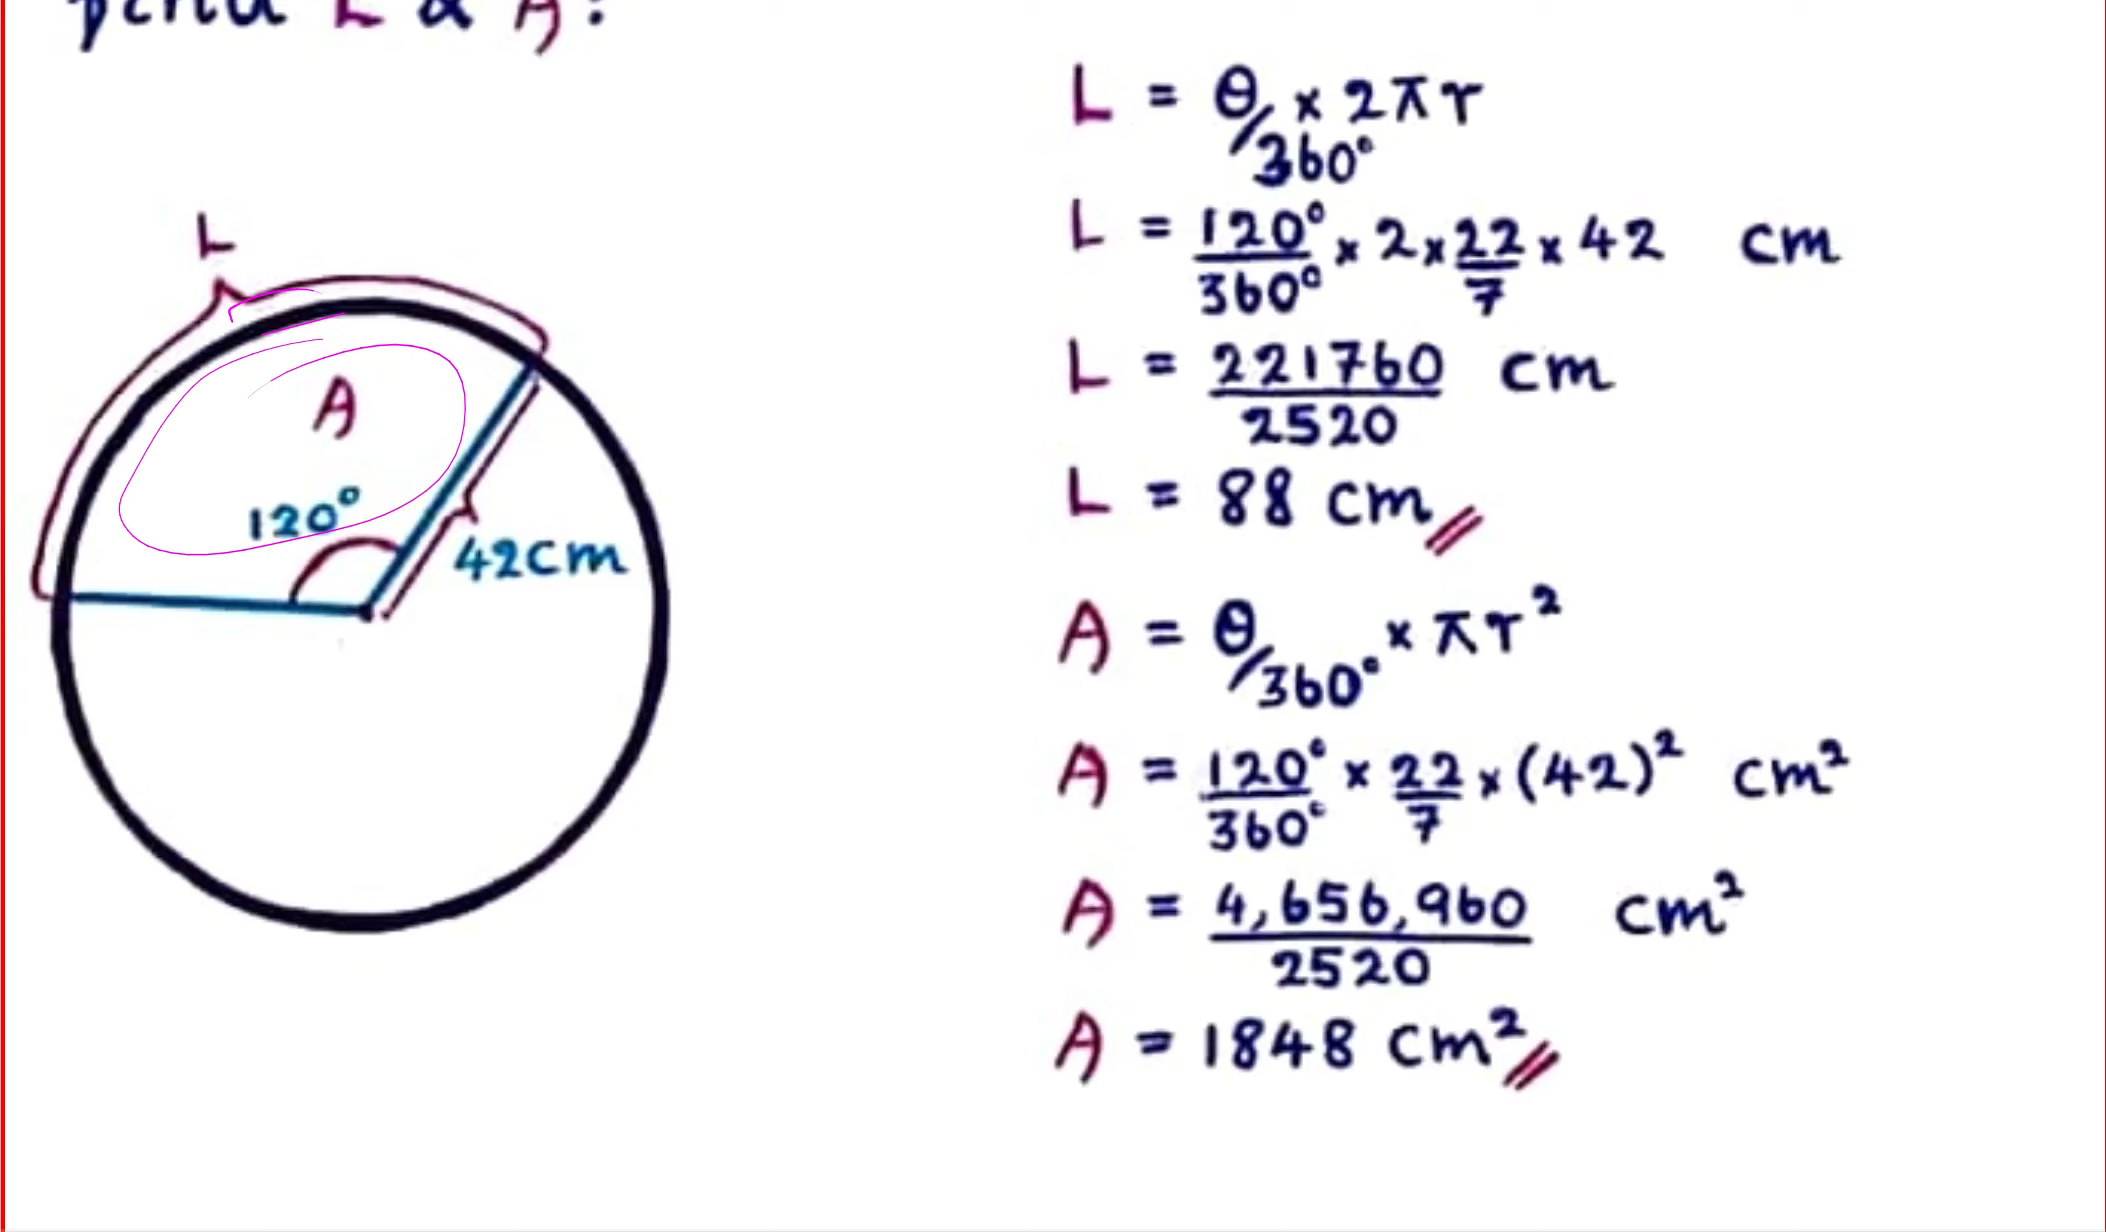 find L & A?
L
A
120°
42cm
L = θ/360° × 2πr
L = 120°/360° × 2 × 22/7 × 42 cm
L = 221760/2520 cm
L = 88 cm
A = θ/360° × πr²
A = 120°/360° × 22/7 × (42)² cm²
A = 4,656,960/2520 cm²
A = 1848 cm²